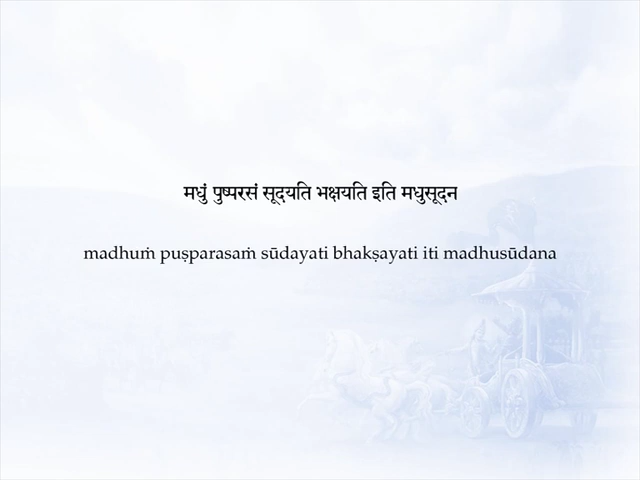 मधुं पुष्परसं सूदयति भक्षयति इति मधुसूदन
madhuṁ puṣparasaṁ sūdayati bhakṣayati iti madhusūdana